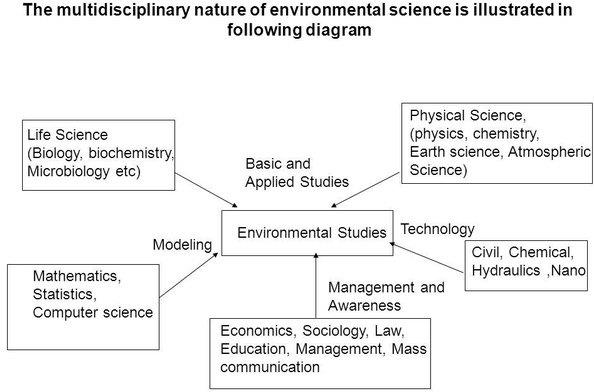 The multidisciplinary nature of environmental science is illustrated in
following diagram
Life Science
(Biology, biochemistry,
Microbiology etc)
Physical Science,
(physics, chemistry,
Earth science, Atmospheric
Science)
Basic and
Applied Studies
Environmental Studies
Technology
Modeling
Civil, Chemical,
Hydraulics ,Nano
Mathematics,
Statistics,
Computer science
Management and
Awareness
Economics, Sociology, Law,
Education, Management, Mass
communication